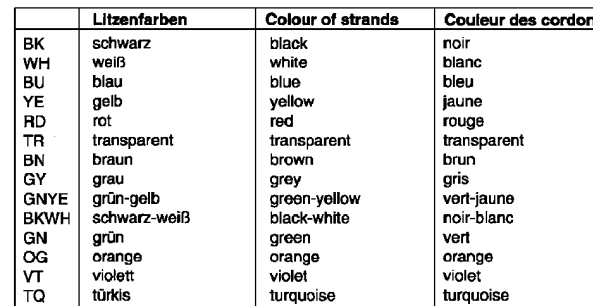 Litzenfarben Colour of strands Couleur des cordon
BK schwarz black noir
WH weiß white blanc
BU blau blue bleu
YE gelb yellow jaune
RD rot red rouge
TR transparent transparent transparent
BN braun brown brun
GY grau grey gris
GNYE grün-gelb green-yellow vert-jaune
BKWH schwarz-weiß black-white noir-blanc
GN grün green vert
OG orange orange orange
VT violett violet violet
TQ türkis turquoise turquoise